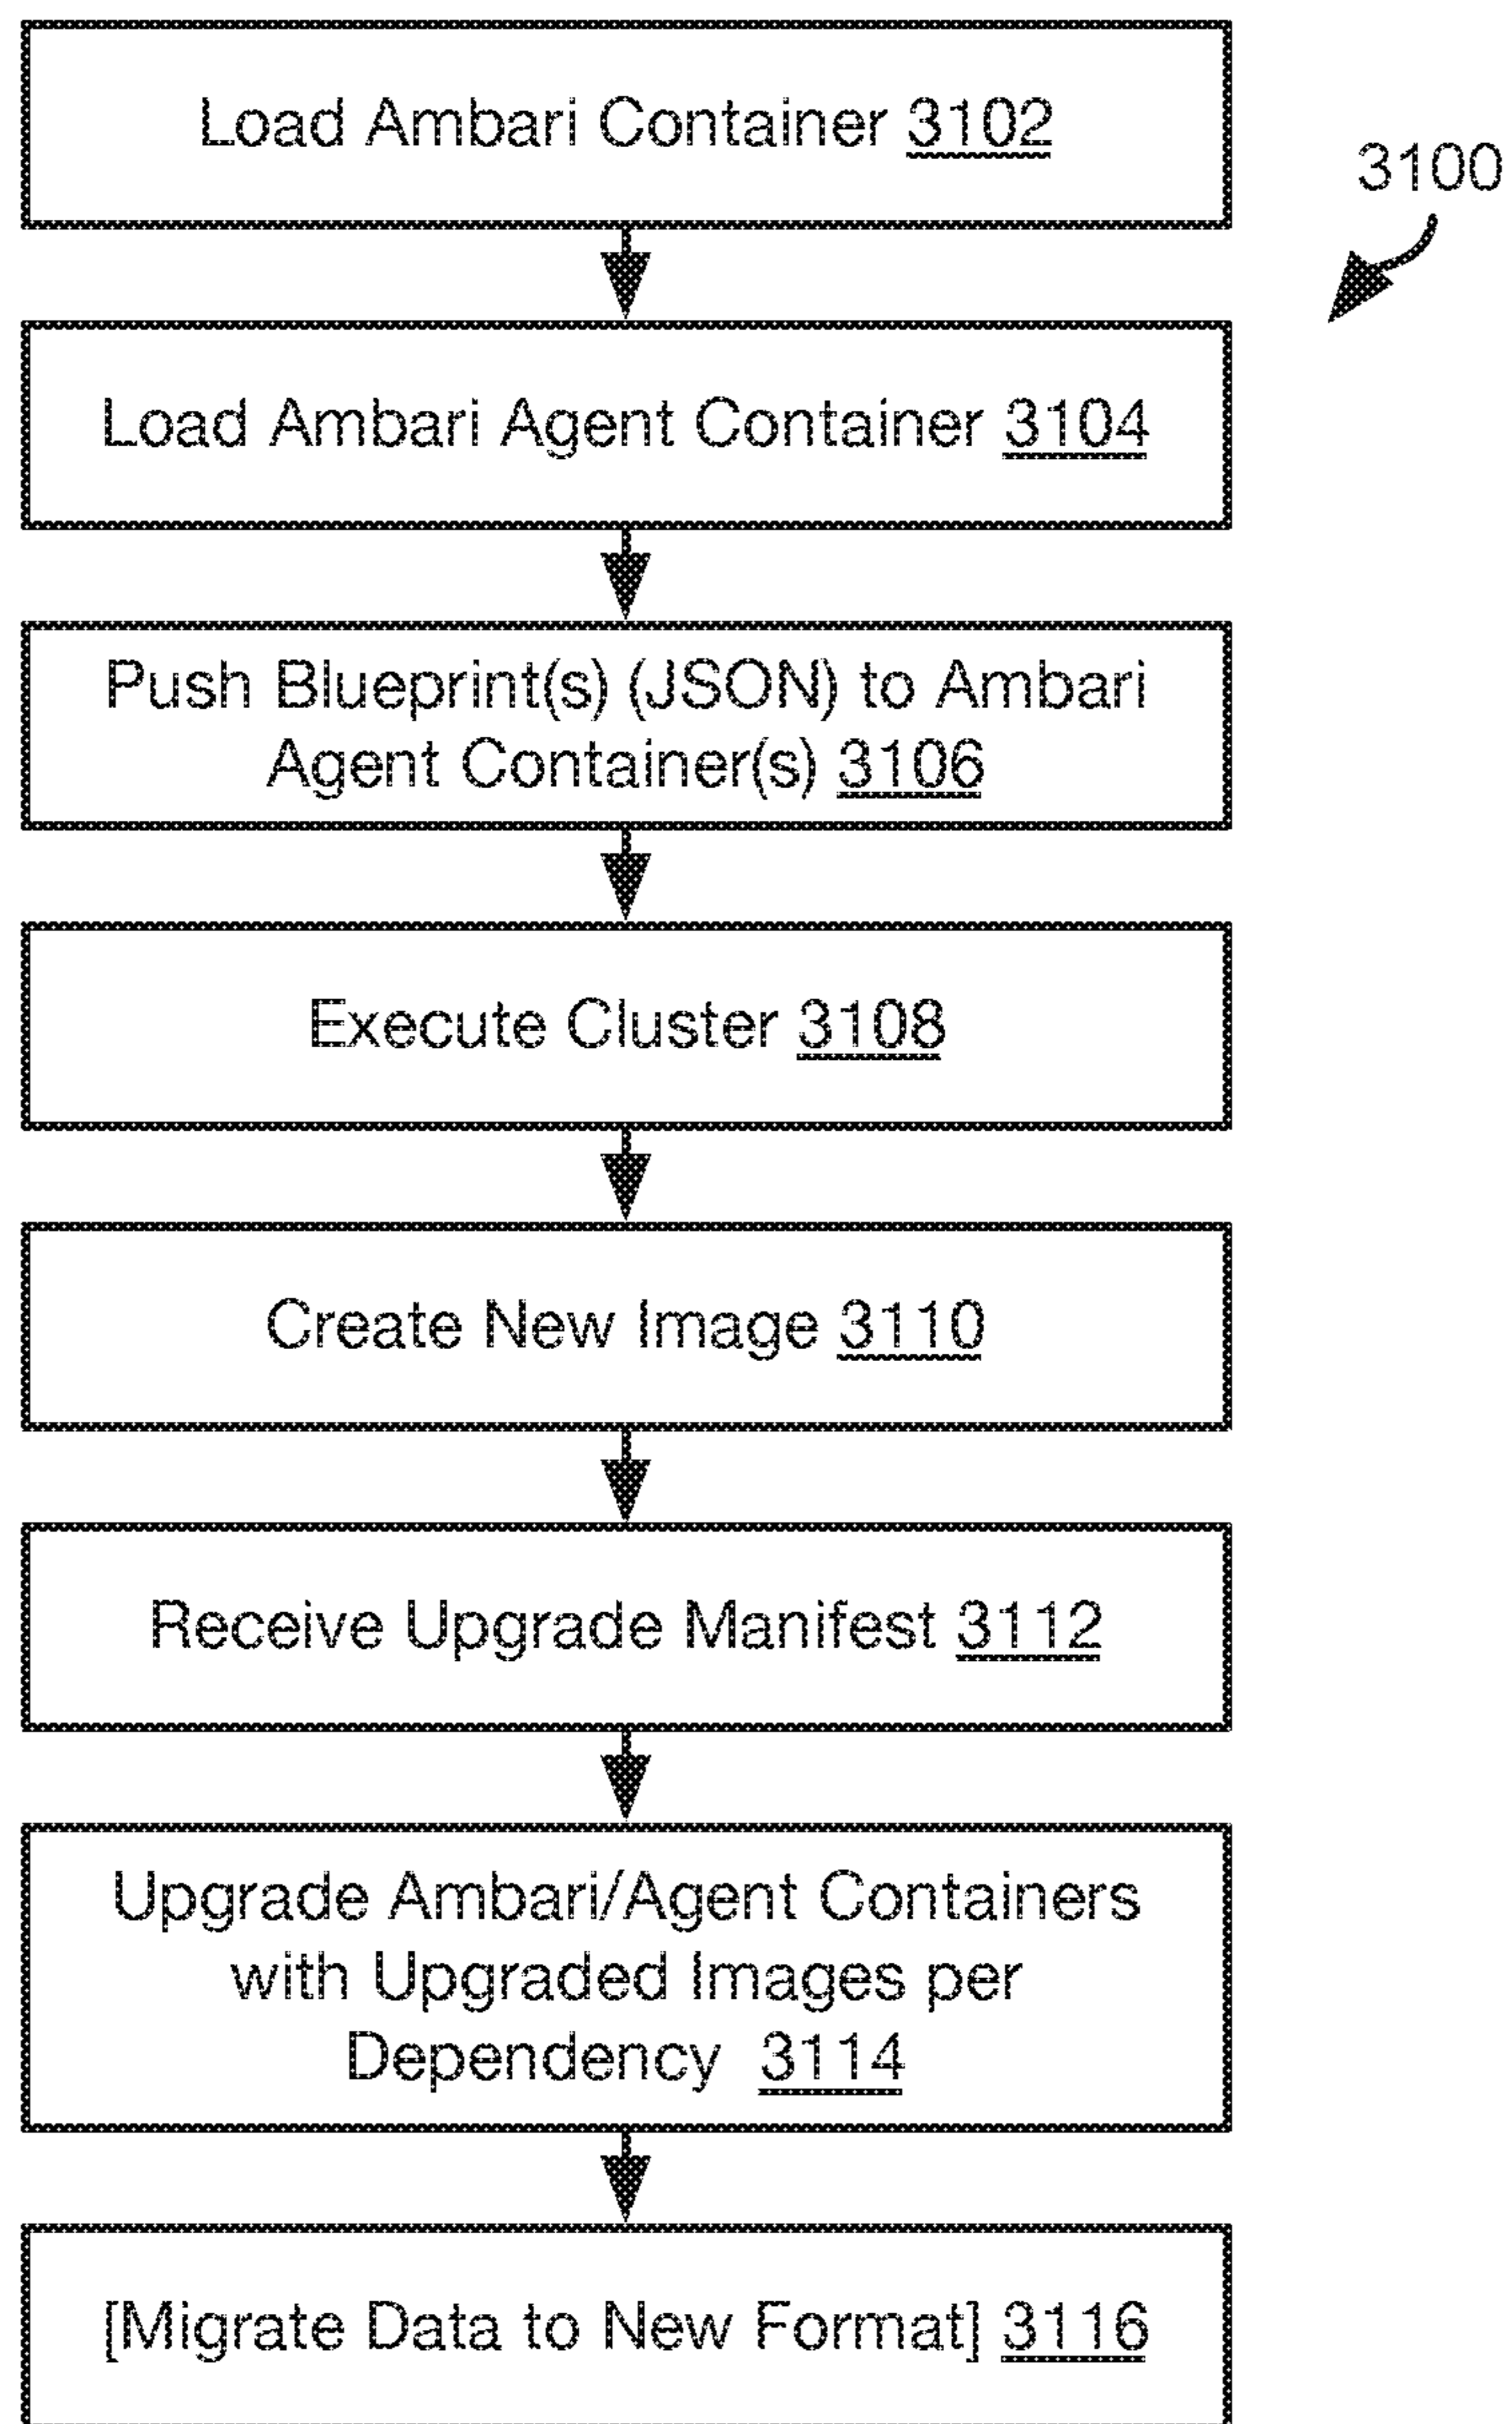 Load Ambari Container 3102
3100
Load Ambari Agent Container 3104
Push Blueprint(s) (JSON) to Ambari
Agent Container(s) 3106
Execute Cluster 3108
Create New Image 3110
Receive Upgrade Manifest 3112
Upgrade Ambari/Agent Containers
with Upgraded Images per
Dependency 3114
[Migrate Data to New Format] 3116